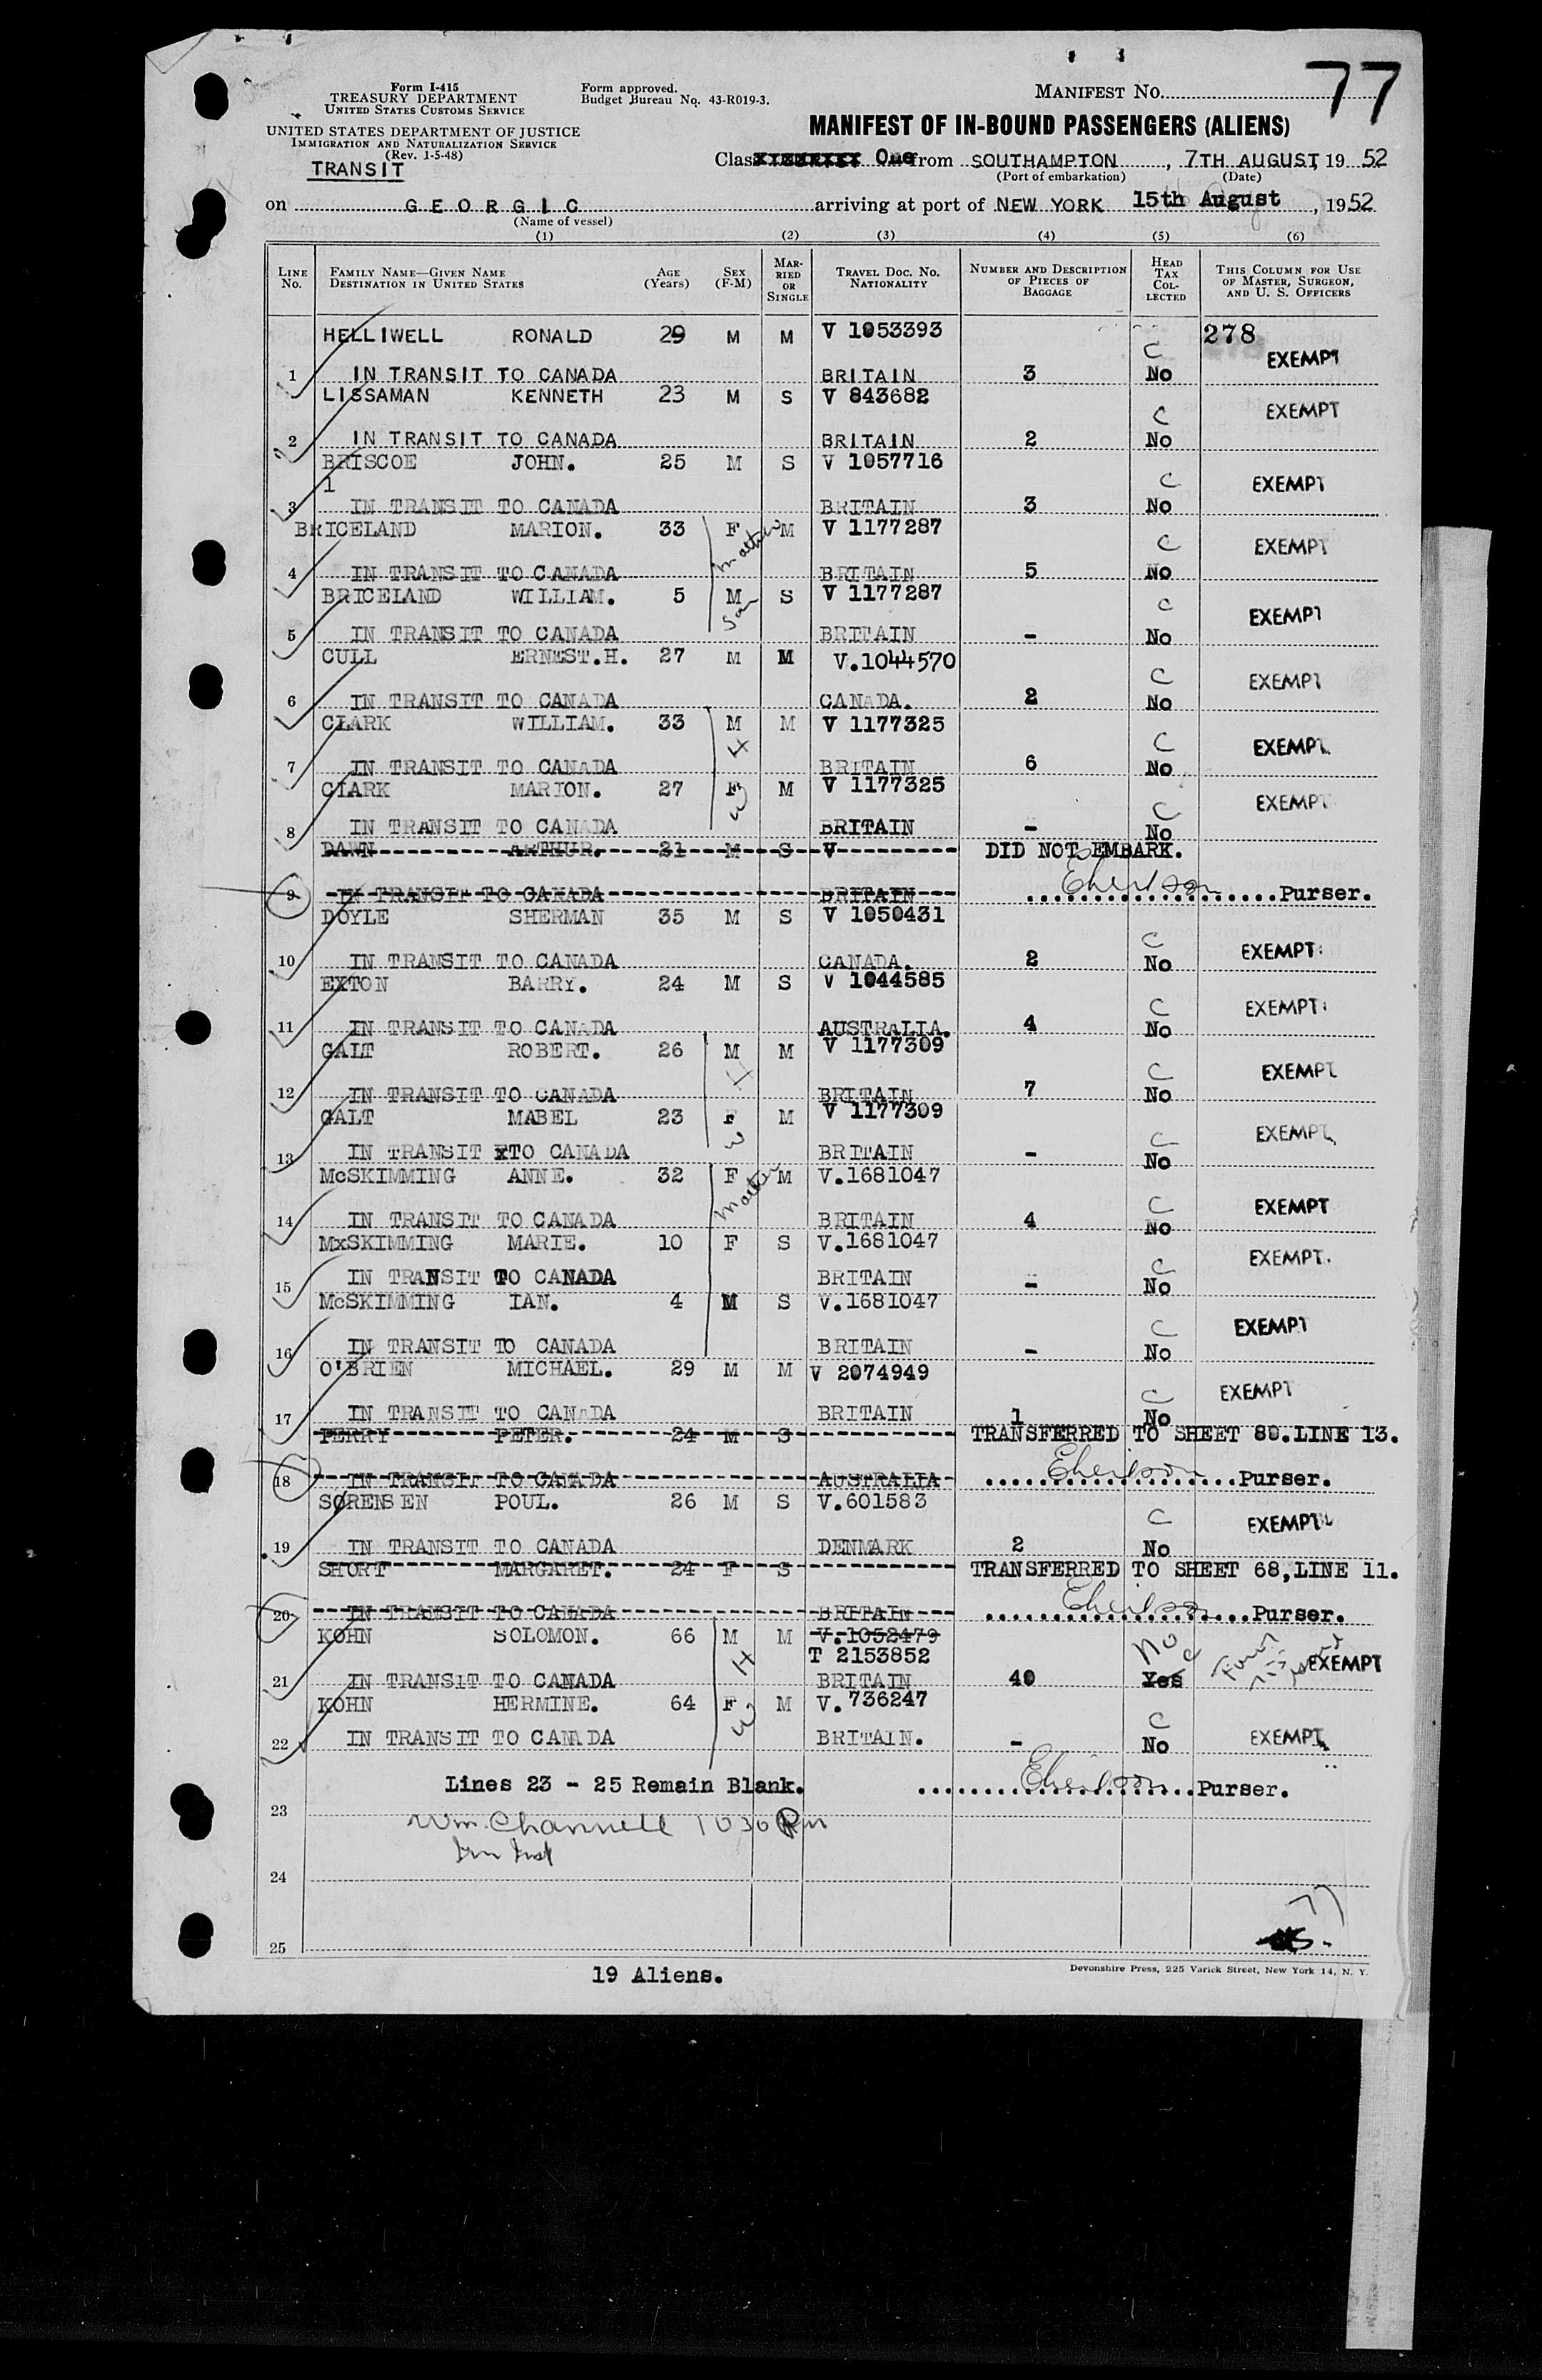 77
Form I-415
TREASURY DEPARTMENT
UNITED STATES CUSTOMS SERVICE
Form approved.
Budget Bureau No. 43-R019-3.
MANIFEST NO.
UNITED STATES DEPARTMENT OF JUSTICE
IMMIGRATION AND NATURALIZATION SERVICE
(Rev. 1-5-48)
TRANSIT
MANIFEST OF IN-BOUND PASSENGERS (ALIENS)
Class One from SOUTHAMPTON, 7TH AUGUST, 1952
(Port of embarkation) (Date)
on GEORGIC arriving at port of NEW YORK 15th August, 1952
(Name of vessel)
(1) (2) (3) (4) (5) (6)
LINE NO. FAMILY NAME—GIVEN NAME DESTINATION IN UNITED STATES AGE (Years) SEX (F-M) MARRIED OR SINGLE TRAVEL DOC. NO. NATIONALITY NUMBER AND DESCRIPTION OF PIECES OF BAGGAGE HEAD TAX COLLECTED THIS COLUMN FOR USE OF MASTER, SURGEON, AND U. S. OFFICERS
HELLIWELL RONALD 29 M M V 1053393 278
1 IN TRANSIT TO CANADA BRITAIN 3 C No EXEMPT
LISSAMAN KENNETH 23 M S V 843682
2 IN TRANSIT TO CANADA BRITAIN 2 C No EXEMPT
BRISCOE JOHN. 25 M S V 1057716
1
3 IN TRANSIT TO CANADA BRITAIN 3 C No EXEMPT
BRICELAND MARION. 33 F Mother M V 1177287
4 IN TRANSIT TO CANADA BRITAIN 5 C No EXEMPT
BRICELAND WILLIAM. 5 M Son S V 1177287
5 IN TRANSIT TO CANADA BRITAIN - C No EXEMPT
CULL ERNEST.H. 27 M M V.1044570
6 IN TRANSIT TO CANADA CANADA. 2 C No EXEMPT
CLARK WILLIAM. 33 M H M V 1177325
7 IN TRANSIT TO CANADA BRITAIN 6 C No EXEMPT
CLARK MARION. 27 F W M V 1177325
8 IN TRANSIT TO CANADA BRITAIN - C No EXEMPT
DAWN ARTHUR. 21 M S V DID NOT EMBARK.
9 IN TRANSIT TO CANADA BRITAIN Purser.
DOYLE SHERMAN 35 M S V 1050431
10 IN TRANSIT TO CANADA CANADA. 2 C No EXEMPT
EXTON BARRY. 24 M S V 1044585
11 IN TRANSIT TO CANADA AUSTRALIA. 4 C No EXEMPT
GALT ROBERT. 26 M H M V 1177309
12 IN TRANSIT TO CANADA BRITAIN 7 C No EXEMPT
GALT MABEL 23 F W M V 1177309
13 IN TRANSIT xTO CANADA BRITAIN - C No EXEMPT
McSKIMMING ANNE. 32 F Mother M V.1681047
14 IN TRANSIT TO CANADA BRITAIN 4 C No EXEMPT
MxSKIMMING MARIE. 10 F S V.1681047
15 IN TRANSIT TO CANADA BRITAIN - C No EXEMPT.
McSKIMMING IAN. 4 M S V.1681047
16 IN TRANSIT TO CANADA BRITAIN - C No EXEMPT
O'BRIEN MICHAEL. 29 M M V 2074949
17 IN TRANSIT TO CANADA BRITAIN 1 C No EXEMPT
PERRY PETER. 24 M S TRANSFERRED TO SHEET 80.LINE 13.
18 IN TRANSIT TO CANADA AUSTRALIA Purser.
SØRENSEN POUL. 26 M S V.601583
19 IN TRANSIT TO CANADA DENMARK 2 C No EXEMPT
SHORT MARGARET. 24 F S TRANSFERRED TO SHEET 68,LINE 11.
20 IN TRANSIT TO CANADA BRITAIN Purser.
KOHN SOLOMON. 66 M H M V.1052479
T 2153852
21 IN TRANSIT TO CANADA BRITAIN 40 No C Yes EXEMPT
KOHN HERMINE. 64 F W M V. 736247
22 IN TRANSIT TO CANADA BRITAIN. - C No EXEMPT
Lines 23 - 25 Remain Blank. Purser.
23
Wm. Channell 1030
24
77
25
19 Aliens.
Devonshire Press, 225 Varick Street, New York 14, N. Y.